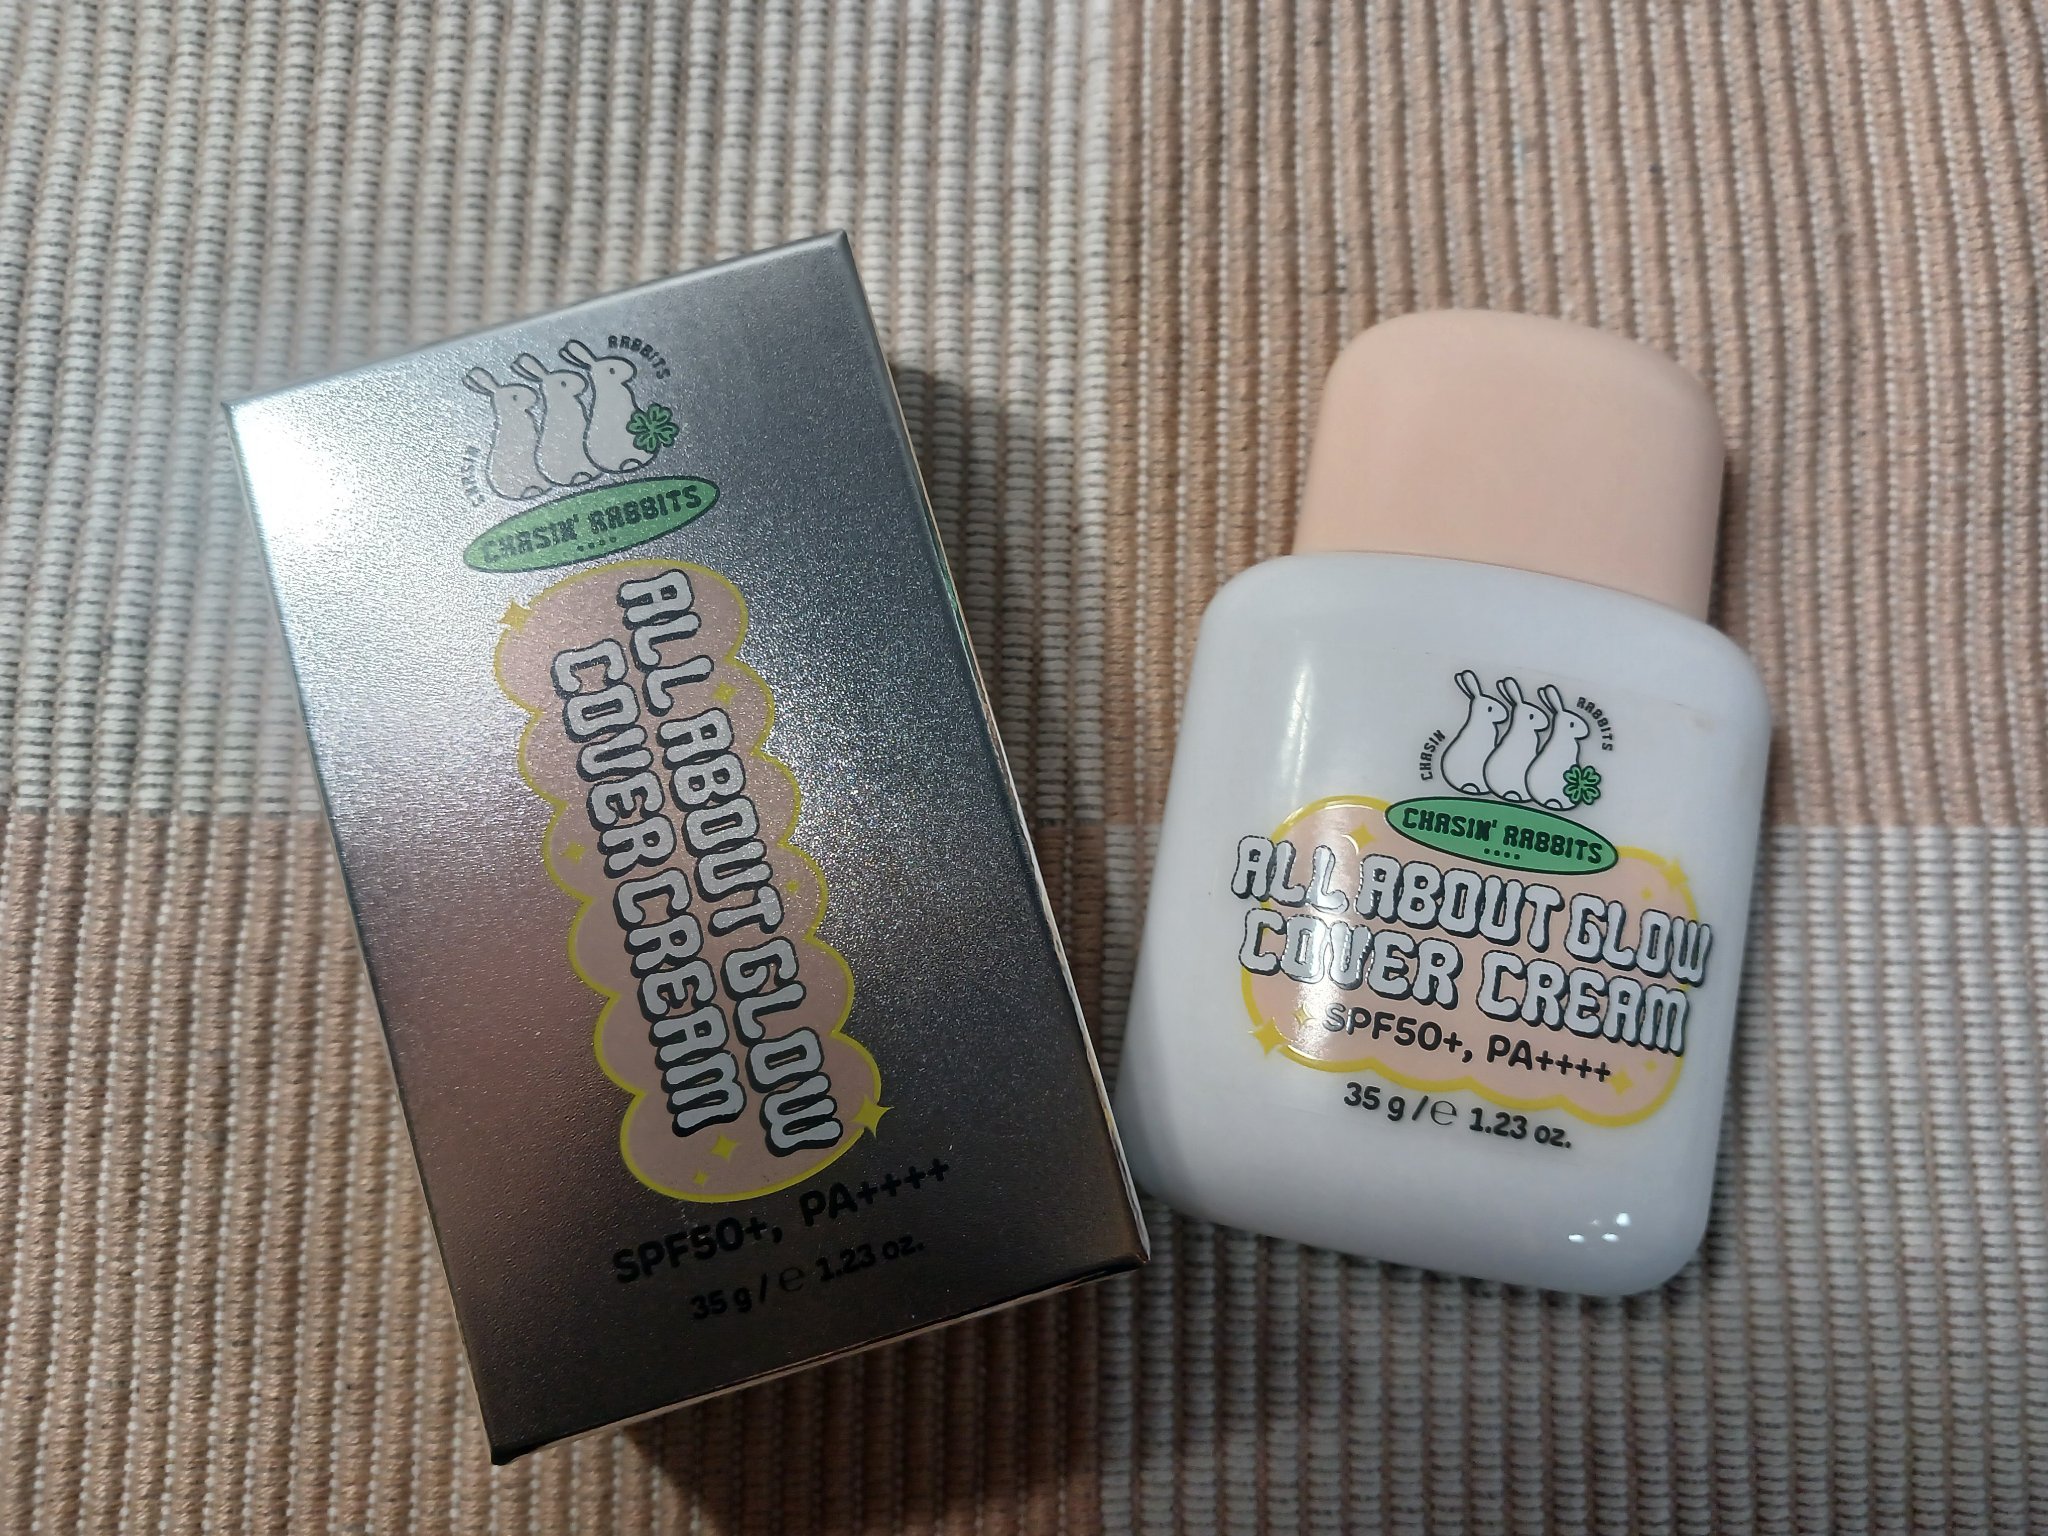 CHASIN RABBITS
CHASIN' RABBITS
ALL ABOUT GLOW
COVER CREAM
SPF50+, PA++++
35 g / ℮ 1.23 oz.
CHASIN RABBITS
CHASIN' RABBITS
ALL ABOUT GLOW
COVER CREAM
SPF50+, PA++++
35 g / ℮ 1.23 oz.